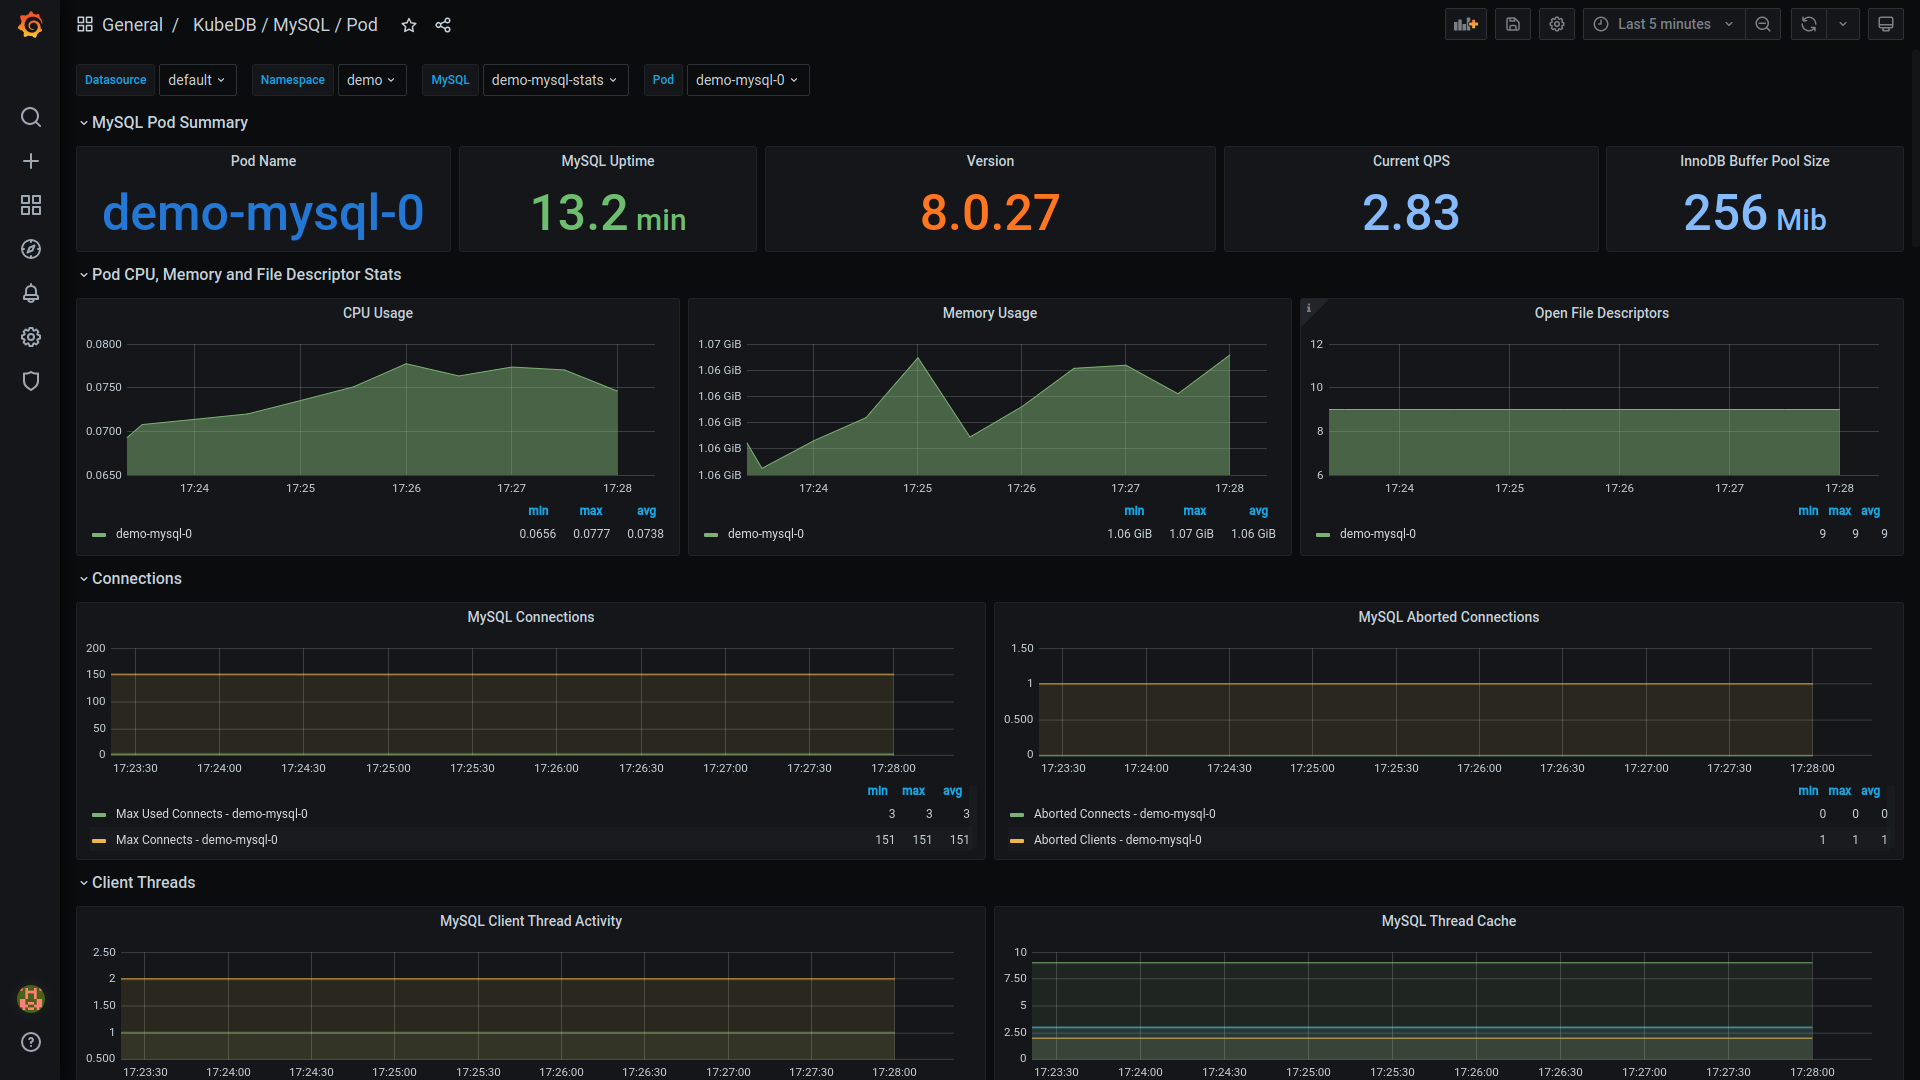 General / KubeDB / MySQL / Pod
Last 5 minutes
Datasource default Namespace demo MySQL demo-mysql-stats Pod demo-mysql-0
MySQL Pod Summary
Pod Name
demo-mysql-0
MySQL Uptime
13.2 min
Version
8.0.27
Current QPS
2.83
InnoDB Buffer Pool Size
256 Mib
Pod CPU, Memory and File Descriptor Stats
CPU Usage
0.0800
0.0750
0.0700
0.0650
17:24 17:25 17:26 17:27 17:28
min max avg
demo-mysql-0 0.0656 0.0777 0.0738
Memory Usage
1.07 GiB
1.06 GiB
1.06 GiB
1.06 GiB
1.06 GiB
1.06 GiB
17:24 17:25 17:26 17:27 17:28
min max avg
demo-mysql-0 1.06 GiB 1.07 GiB 1.06 GiB
i
Open File Descriptors
12
10
8
6
17:24 17:25 17:26 17:27 17:28
min max avg
demo-mysql-0 9 9 9
Connections
MySQL Connections
200
150
100
50
0
17:23:30 17:24:00 17:24:30 17:25:00 17:25:30 17:26:00 17:26:30 17:27:00 17:27:30 17:28:00
min max avg
Max Used Connects - demo-mysql-0 3 3 3
Max Connects - demo-mysql-0 151 151 151
MySQL Aborted Connections
1.50
1
0.500
0
17:23:30 17:24:00 17:24:30 17:25:00 17:25:30 17:26:00 17:26:30 17:27:00 17:27:30 17:28:00
min max avg
Aborted Connects - demo-mysql-0 0 0 0
Aborted Clients - demo-mysql-0 1 1 1
Client Threads
MySQL Client Thread Activity
2.50
2
1.50
1
0.500
17:23:30 17:24:00 17:24:30 17:25:00 17:25:30 17:26:00 17:26:30 17:27:00 17:27:30 17:28:00
MySQL Thread Cache
10
7.50
5
2.50
0
17:23:30 17:24:00 17:24:30 17:25:00 17:25:30 17:26:00 17:26:30 17:27:00 17:27:30 17:28:00